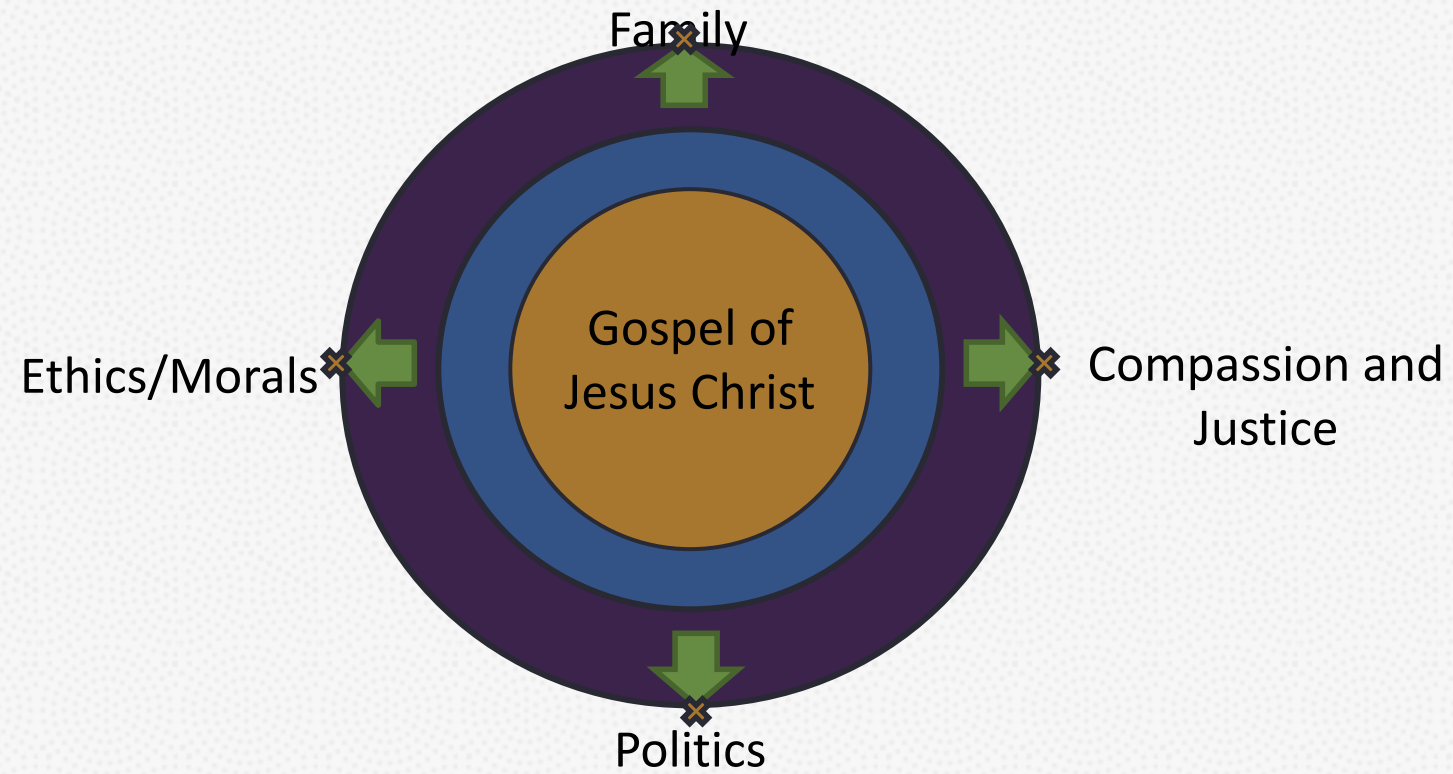 Family
Gospel of
Jesus Christ
Ethics/Morals
Compassion and
Justice
Politics